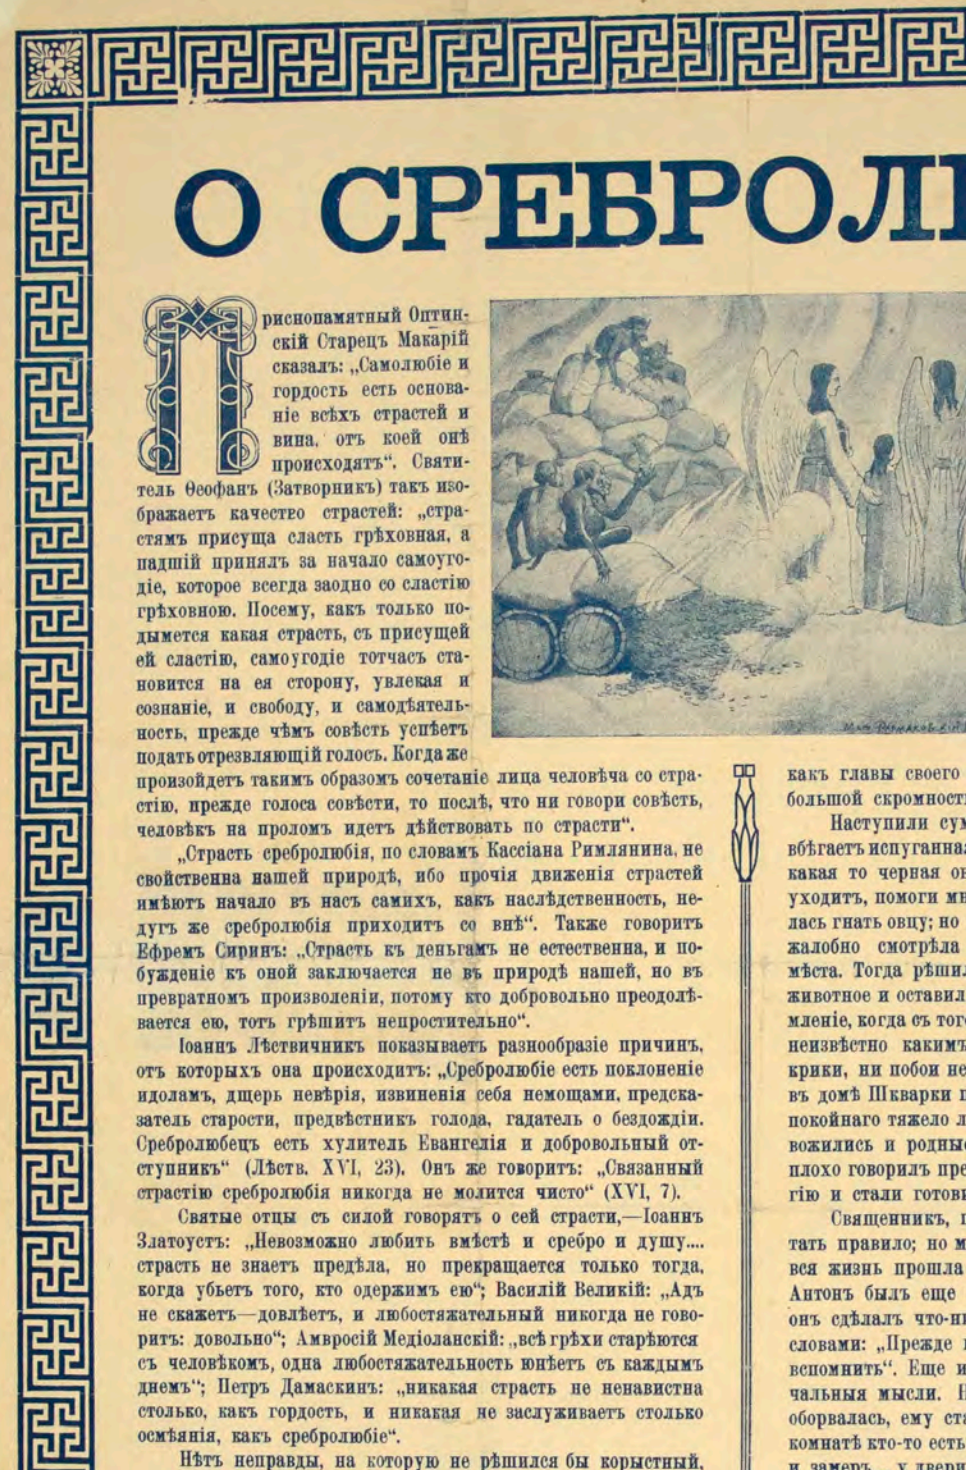 О СРЕБРОЛ
Приснопамятный Оптин-
скій Старецъ Макарій
сказалъ: „Самолюбіе и
гордость есть основа-
ніе всѣхъ страстей и
вина, отъ коей онѣ
происходятъ“. Святи-
тель Ѳеофанъ (Затворникъ) такъ изо-
бражаетъ качество страстей: „стра-
стямъ присуща сласть грѣховная, а
падшій принялъ за начало самоуго-
діе, которое всегда заодно со сластію
грѣховною. Посему, какъ только по-
дымется какая страсть, съ присущей
ей сластію, самоугодіе тотчасъ ста-
новится на ея сторону, увлекая и
сознаніе, и свободу, и самодѣятель-
ность, прежде чѣмъ совѣсть успѣетъ
подать отрезвляющій голосъ. Когда же
произойдетъ такимъ образомъ сочетаніе лица человѣча со стра-
стію, прежде голоса совѣсти, то послѣ, что ни говори совѣсть,
человѣкъ на проломъ идетъ дѣйствовать по страсти“.
„Страсть сребролюбія, по словамъ Кассіана Римлянина, не
свойственна нашей природѣ, ибо прочія движенія страстей
имѣютъ начало въ насъ самихъ, какъ наслѣдственность, не-
дугъ же сребролюбія приходитъ со внѣ“. Также говоритъ
Ефремъ Сиринъ: „Страсть къ деньгамъ не естественна, и по-
бужденіе къ оной заключается не въ природѣ нашей, но въ
превратномъ произволеніи, потому кто добровольно преодолѣ-
вается ею, тотъ грѣшитъ непростительно“.
Іоаннъ Лѣствичникъ показываетъ разнообразіе причинъ,
отъ которыхъ она происходитъ: „Сребролюбіе есть поклоненіе
идоламъ, дщерь невѣрія, извиненія себя немощами, предска-
затель старости, предвѣстникъ голода, гадатель о бездождіи.
Сребролюбецъ есть хулитель Евангелія и добровольный от-
ступникъ“ (Лѣств. XVI, 23). Онъ же говоритъ: „Связанный
страстію сребролюбія никогда не молится чисто“ (XVI, 7).
Святые отцы съ силой говорятъ о сей страсти,—Іоаннъ
Златоустъ: „Невозможно любить вмѣстѣ и сребро и душу....
страсть не знаетъ предѣла, но прекращается только тогда,
когда убьетъ того, кто одержимъ ею“; Василій Великій: „Адъ
не скажетъ—довлѣетъ, и любостяжательный никогда не гово-
ритъ: довольно“; Амвросій Медіоланскій: „всѣ грѣхи старѣются
съ человѣкомъ, одна любостяжательность юнѣетъ съ каждымъ
днемъ“; Петръ Дамаскинъ: „никакая страсть не ненавистна
столько, какъ гордость, и никакая не заслуживаетъ столько
осмѣянія, какъ сребролюбіе“.
Нѣтъ неправды, на которую не рѣшился бы корыстный,
какъ главы своего
большой скромност
Наступили сум
вбѣгаетъ испуганна
какая то черная ов
уходитъ, помоги мн
лась гнать овцу; но
жалобно смотрѣла
мѣста. Тогда рѣшил
животное и оставил
мленіе, когда съ тог
неизвѣстно какимъ
крики, ни побои не
въ домѣ Шкварки п
покойнаго тяжело л
вожились и родны
плохо говорилъ пре
гію и стали готови
Священникъ, п
тать правило; но м
вся жизнь прошла
Антонъ былъ еще
онъ сдѣлалъ что-ни
словами: „Прежде
вспомнить“. Еще и
чальныя мысли. Н
оборвалась, ему ста
комнатѣ кто-то есть
и замеръ... у двери